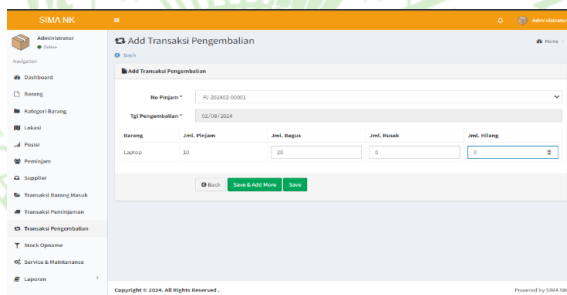 SIMA NK
Administrator
Administrator
Online
Add Transaksi Pengembalian
Home
Navigation
Back
Dashboard
Add Transaksi Pengembalian
Barang
Kategori Barang
No Pinjam *
PJ-202402-00001
Lokasi
Tgl Pengembalian *
02/08/2024
Posisi
Barang Jml. Pinjam Jml. Bagus Jml. Rusak Jml. Hilang
Peminjam
Laptop 10
Supplier
Transaksi Barang Masuk
Back Save & Add More Save
Transaksi Peminjaman
Transaksi Pengembalian
Stock Opname
Service & Maintenance
Laporan
Copyright © 2024. All Rights Reserved .
Powered by SIMA NK